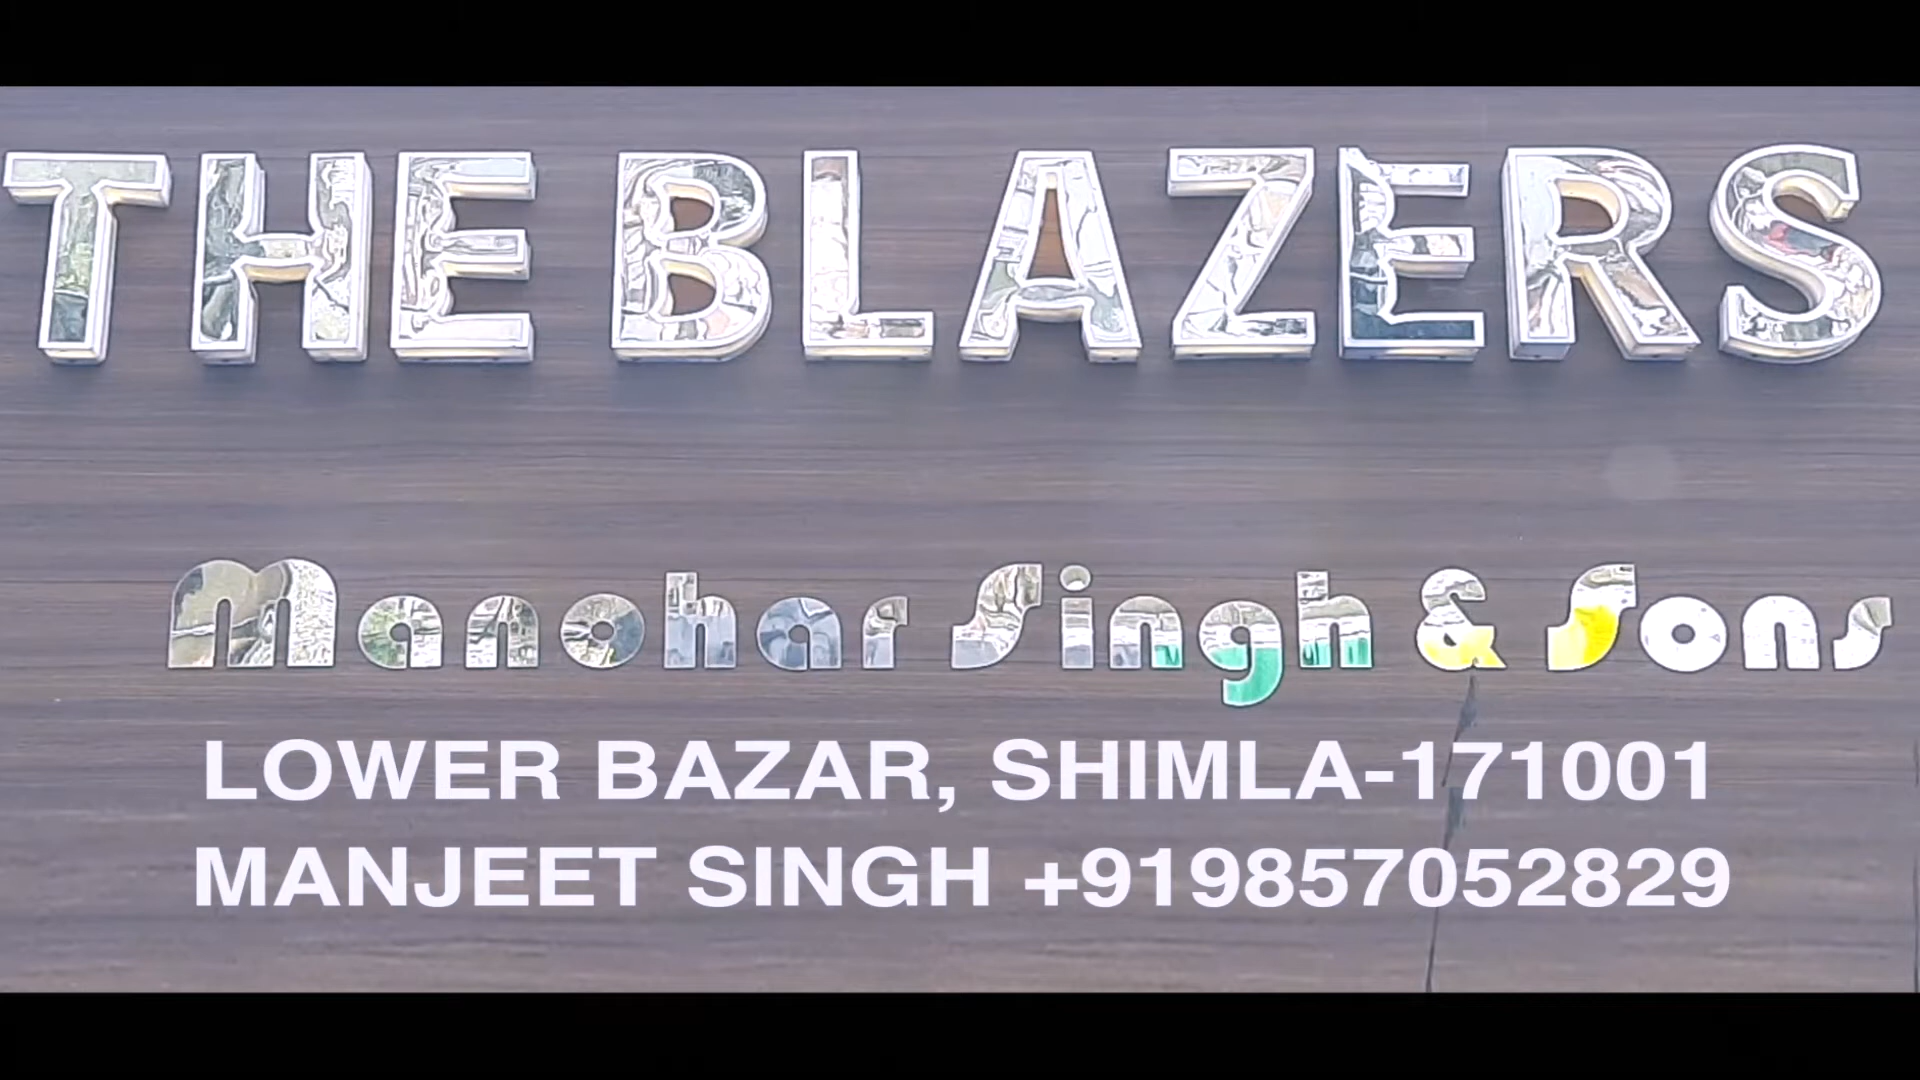 THE BLAZERS
Manohar Singh & Sons
LOWER BAZAR, SHIMLA-171001
MANJEET SINGH +919857052829